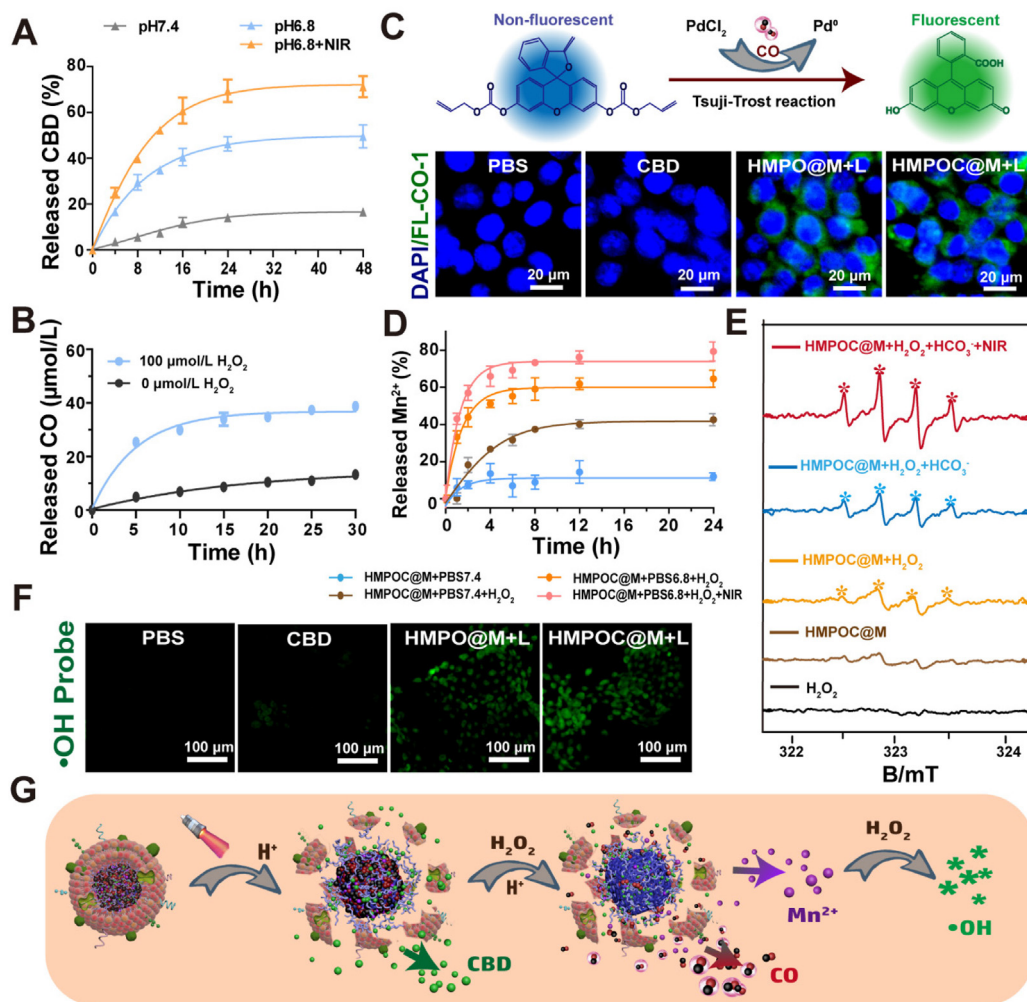 A
pH7.4
pH6.8
pH6.8+NIR
Released CBD (%)
80
60
40
20
0
0 8 16 24 32 40 48
Time (h)
B
Released CO (μmol/L)
100 μmol/L H₂O₂
0 μmol/L H₂O₂
60
40
20
0
0 5 10 15 20 25 30
Time (h)
C
Non-fluorescent
PdCl₂
CO
Pd⁰
Tsuji-Trost reaction
Fluorescent
O
O
O
O
O
O
O
O
COOH
HO
O
O
DAPI/FL-CO-1
PBS
CBD
HMPO@M+L
HMPOC@M+L
20 μm
20 μm
20 μm
20 μm
D
Released Mn²⁺ (%)
80
60
40
20
0
0 4 8 12 16 20 24
Time (h)
HMPOC@M+PBS7.4
HMPOC@M+PBS6.8+H₂O₂
HMPOC@M+PBS7.4+H₂O₂
HMPOC@M+PBS6.8+H₂O₂+NIR
E
HMPOC@M+H₂O₂+HCO₃⁻+NIR
* * * *
HMPOC@M+H₂O₂+HCO₃⁻
* * * *
HMPOC@M+H₂O₂
* * * *
HMPOC@M
H₂O₂
322 323 324
B/mT
F
•OH Probe
PBS
CBD
HMPO@M+L
HMPOC@M+L
100 μm
100 μm
100 μm
100 μm
G
H⁺
CBD
H₂O₂
H⁺
CO
Mn²⁺
H₂O₂
•OH